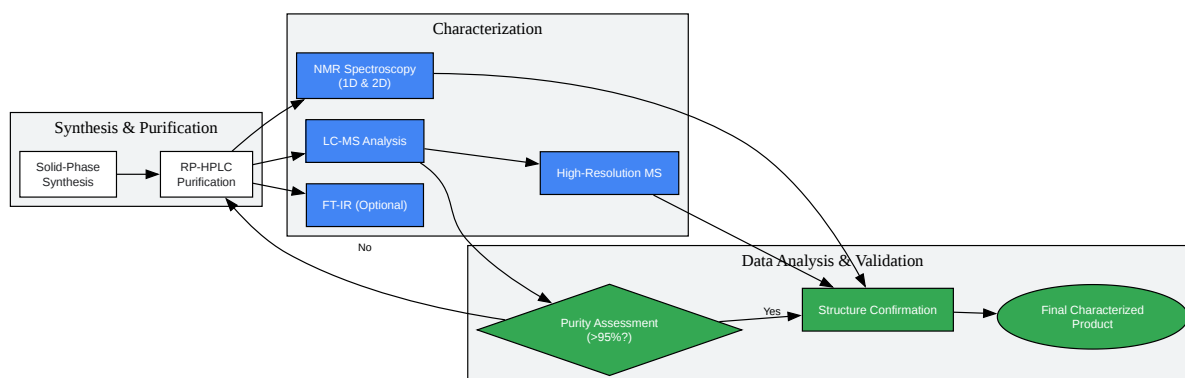 Characterization
NMR Spectroscopy
(1D & 2D)
Synthesis & Purification
LC-MS Analysis
Solid-Phase
Synthesis
RP-HPLC
Purification
High-Resolution MS
FT-IR (Optional)
No
Data Analysis & Validation
Purity Assessment
(>95%?)
Yes
Structure Confirmation
Final Characterized
Product